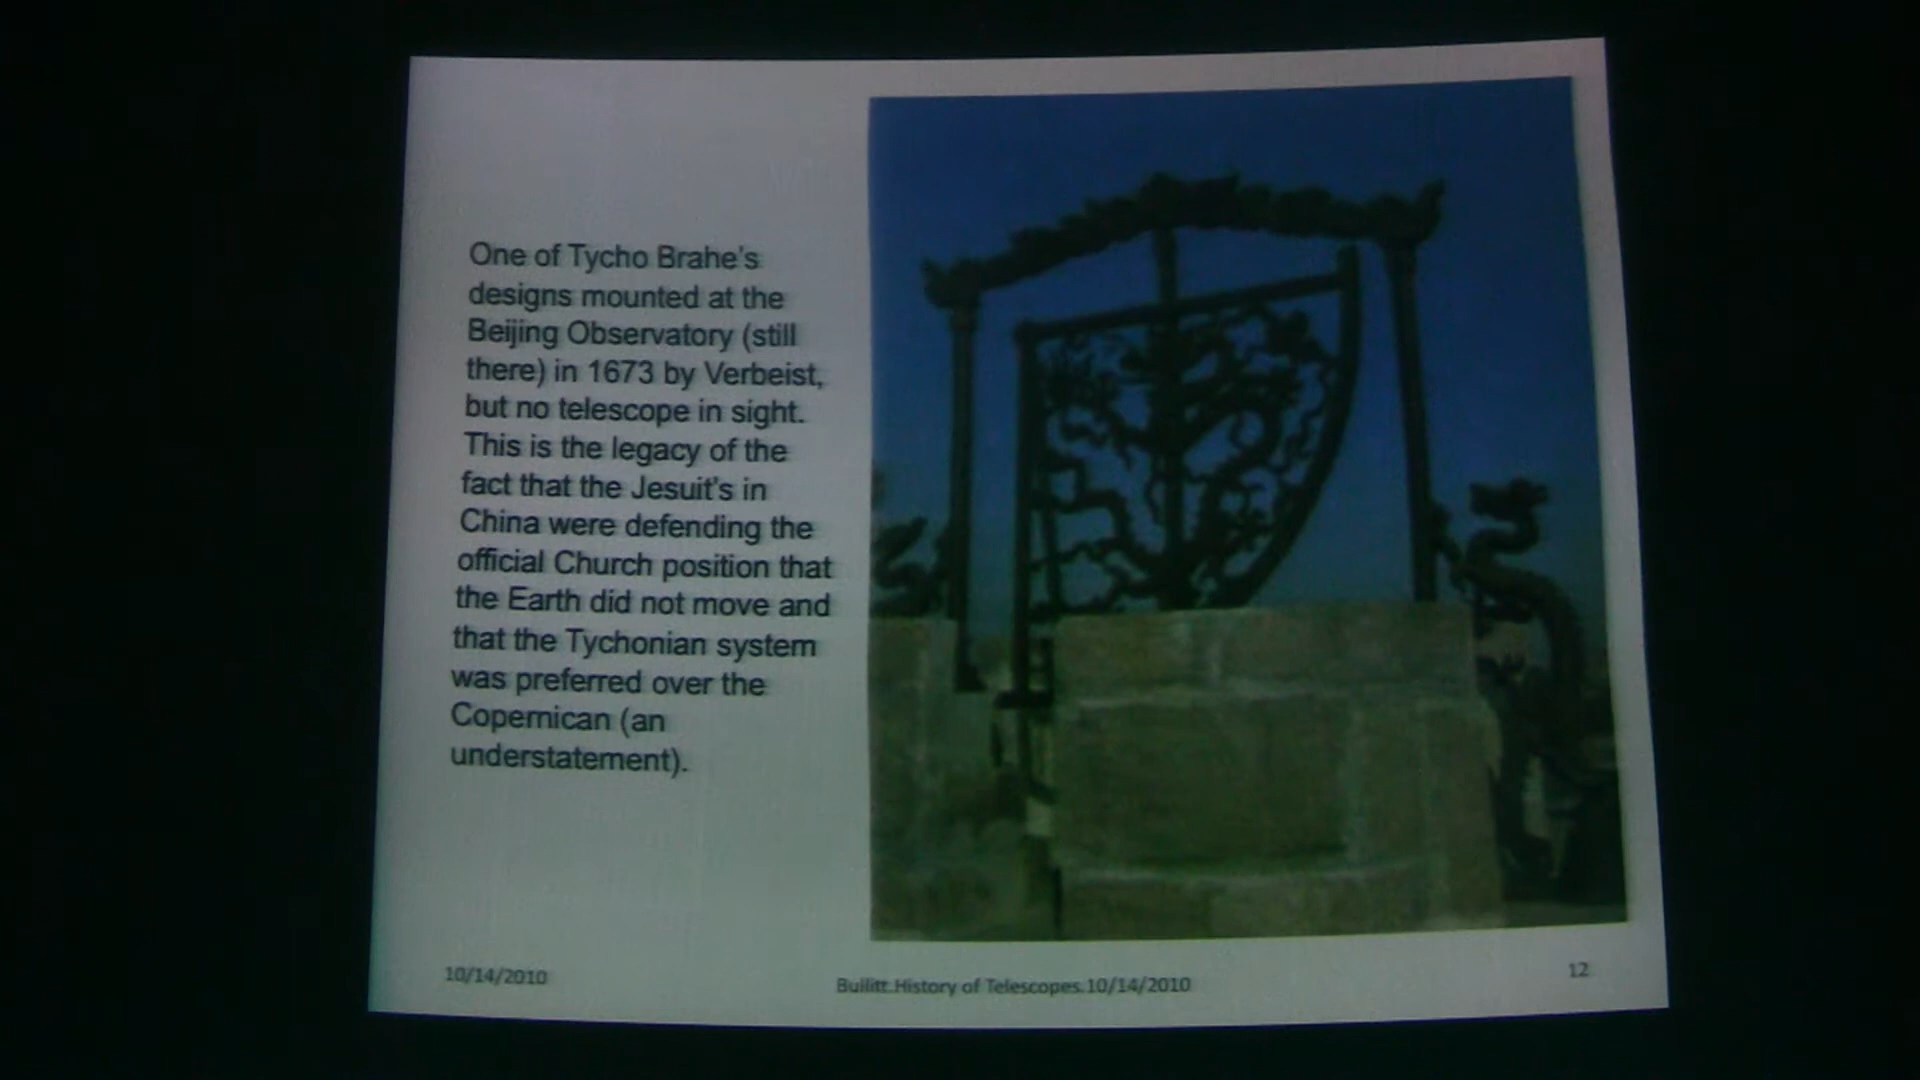 One of Tycho Brahe's
designs mounted at the
Beijing Observatory (still
there) in 1673 by Verbeist,
but no telescope in sight.
This is the legacy of the
fact that the Jesuit's in
China were defending the
official Church position that
the Earth did not move and
that the Tychonian system
was preferred over the
Copernican (an
understatement).
10/14/2010
Bullitt.History of Telescopes.10/14/2010
12